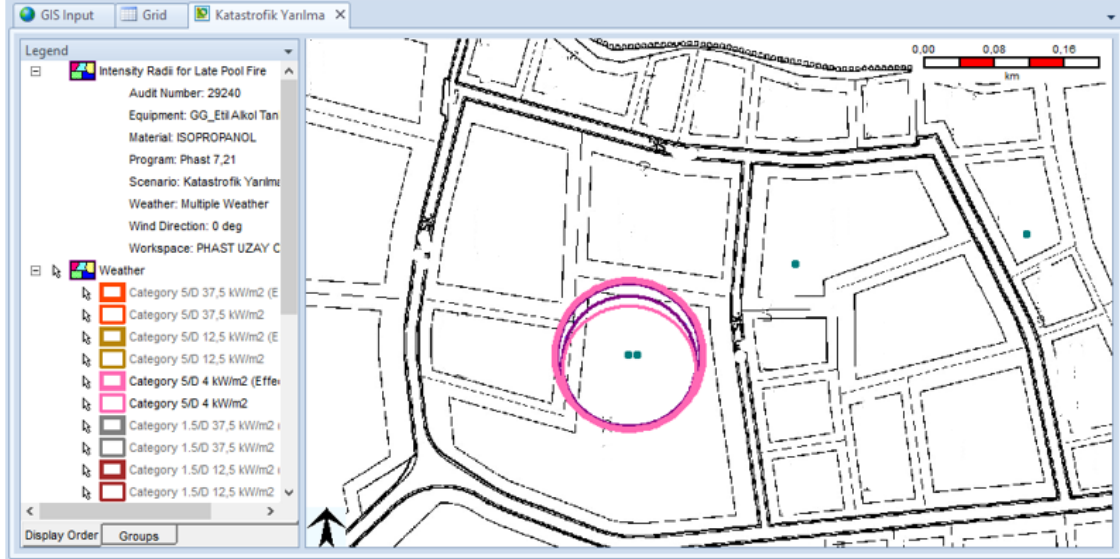 GIS Input
Grid
Katastrofik Yarılma
Legend
Intensity Radii for Late Pool Fire
Audit Number: 29240
Equipment: GG_Etil Alkol Tan
Material: ISOPROPANOL
Program: Phast 7,21
Scenario: Katastrofik Yarılma
Weather: Multiple Weather
Wind Direction: 0 deg
Workspace: PHAST UZAY C
Weather
Category 5/D 37,5 kW/m2 (E
Category 5/D 37,5 kW/m2
Category 5/D 12,5 kW/m2 (E
Category 5/D 12,5 kW/m2
Category 5/D 4 kW/m2 (Effe
Category 5/D 4 kW/m2
Category 1.5/D 37,5 kW/m2
Category 1.5/D 37,5 kW/m2
Category 1.5/D 12,5 kW/m2
Category 1.5/D 12,5 kW/m2
Display Order
Groups
0,00 0,08 0,16
km